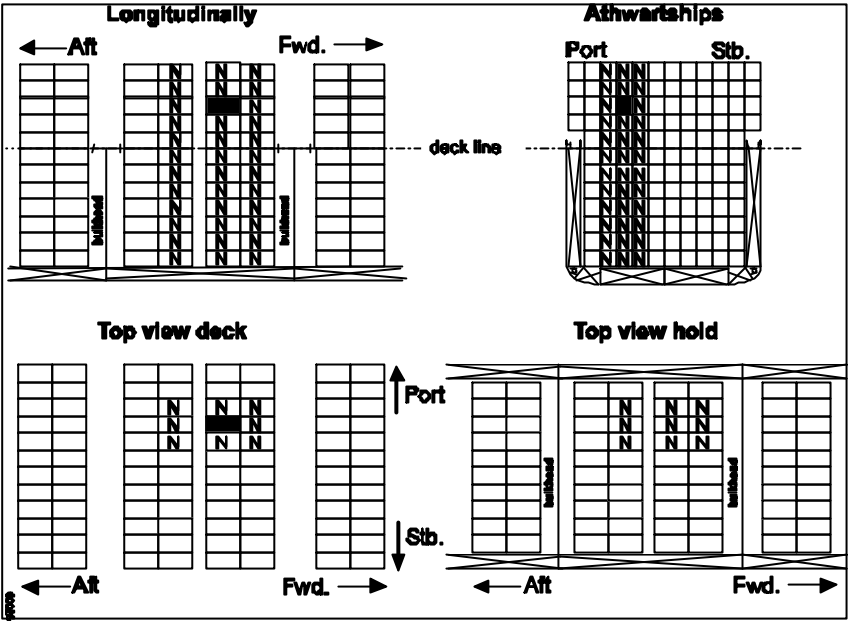 Longitudinally
Aft
Fwd.
N N N
N N N
N N
N N N
N N N
N N N
N N N
N N N
N N N
N N N
N N N
N N N
bulkhead
bulkhead
deck line
Athwartships
Port
Stb.
N N N
N N N
N N
N N N
N N N
N N N
N N N
N N N
N N N
N N N
N N N
N N N
Top view deck
N N N
N N
N N N
Port
Stb.
Aft
Fwd.
Top view hold
N N N
N N N
N N N
bulkhead
bulkhead
Aft
Fwd.